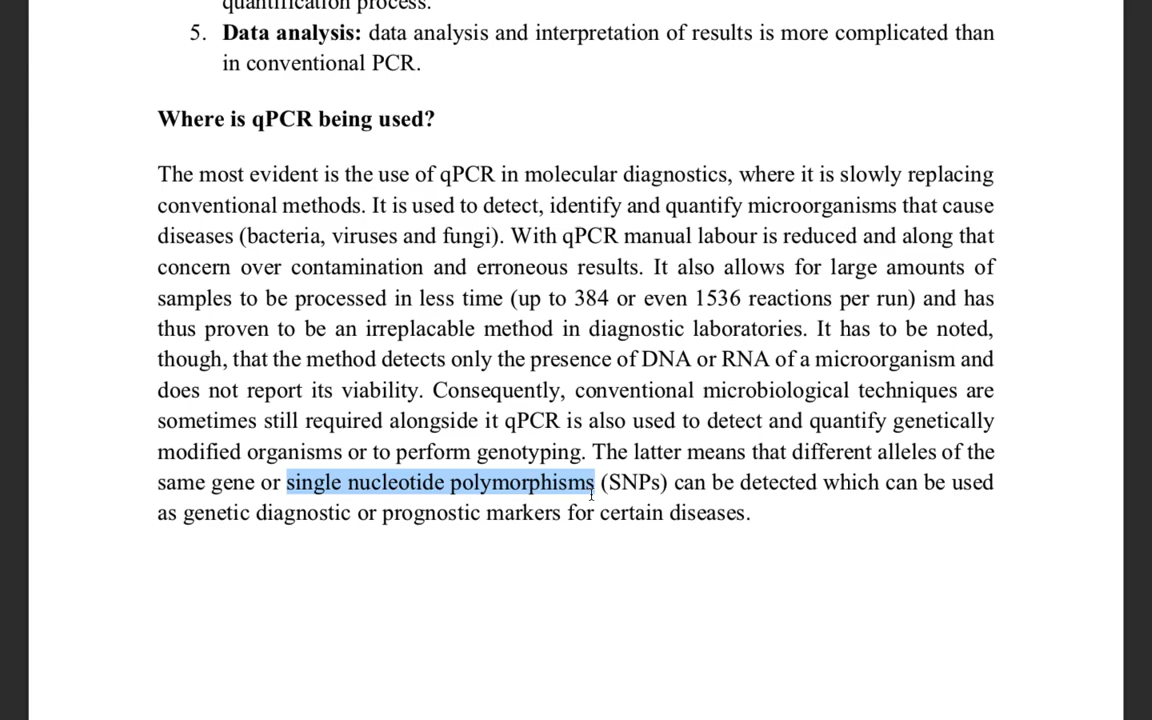 quantification process.
5. Data analysis: data analysis and interpretation of results is more complicated than
in conventional PCR.
Where is qPCR being used?
The most evident is the use of qPCR in molecular diagnostics, where it is slowly replacing
conventional methods. It is used to detect, identify and quantify microorganisms that cause
diseases (bacteria, viruses and fungi). With qPCR manual labour is reduced and along that
concern over contamination and erroneous results. It also allows for large amounts of
samples to be processed in less time (up to 384 or even 1536 reactions per run) and has
thus proven to be an irreplacable method in diagnostic laboratories. It has to be noted,
though, that the method detects only the presence of DNA or RNA of a microorganism and
does not report its viability. Consequently, conventional microbiological techniques are
sometimes still required alongside it qPCR is also used to detect and quantify genetically
modified organisms or to perform genotyping. The latter means that different alleles of the
same gene or single nucleotide polymorphisms (SNPs) can be detected which can be used
as genetic diagnostic or prognostic markers for certain diseases.